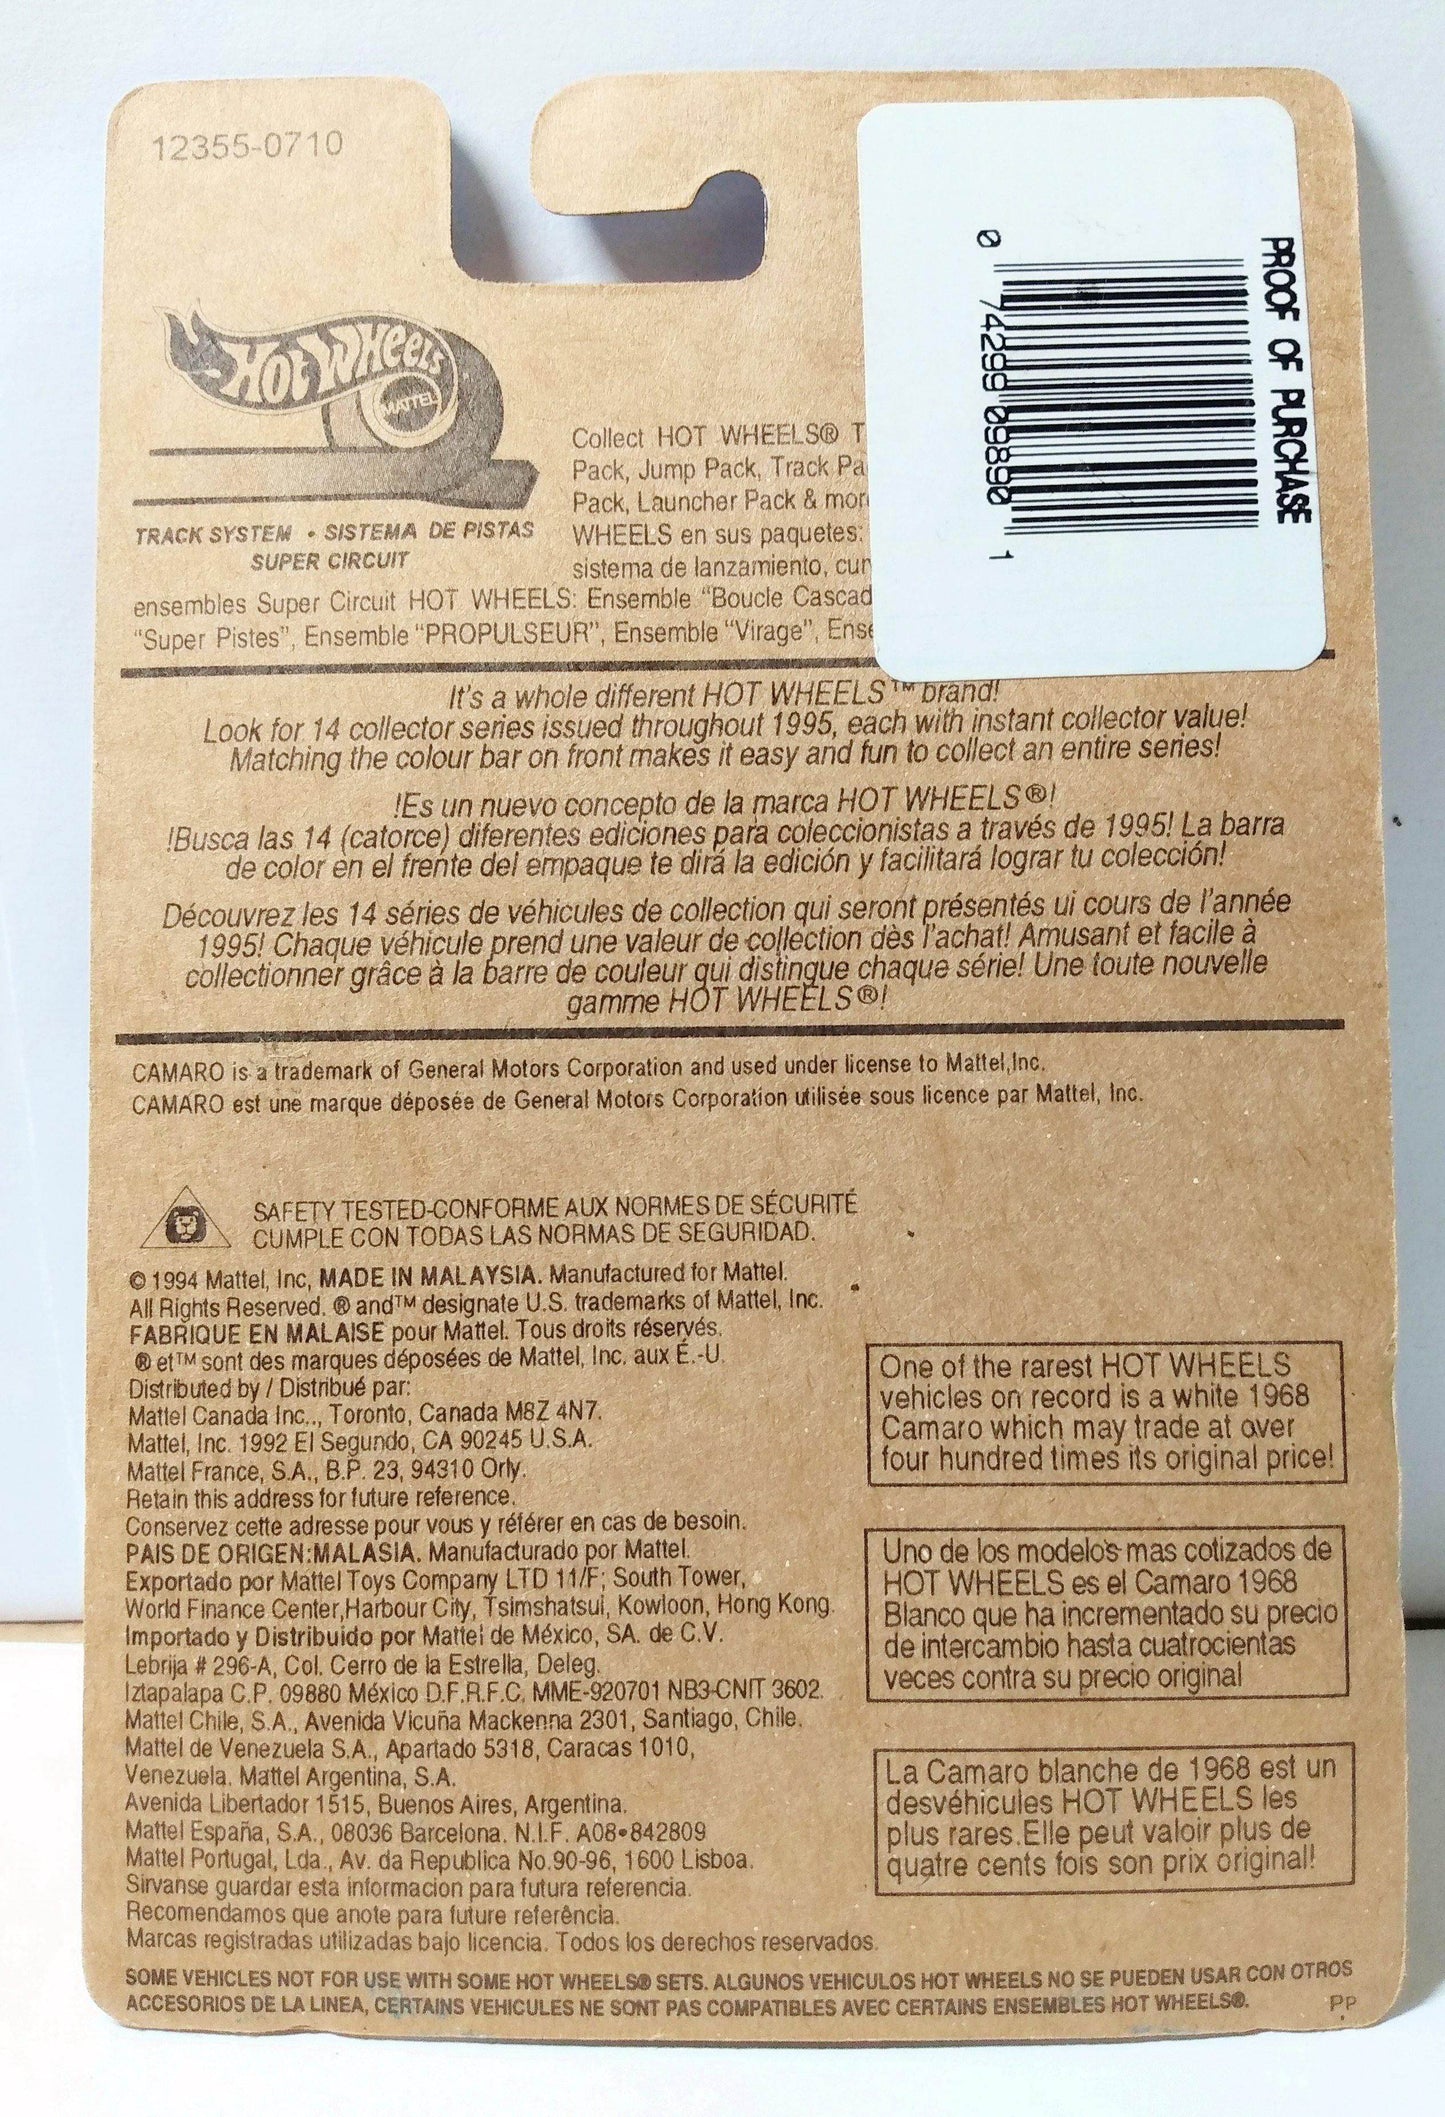 12355-0710
PROOF OF PURCHASE
0 74299 09890 1
HOT WHEELS
MATTEL
TRACK SYSTEM • SISTEMA DE PISTAS
SUPER CIRCUIT
Collect HOT WHEELS® T
Pack, Jump Pack, Track Pa
Pack, Launcher Pack & mor
WHEELS en sus paquetes:
sistema de lanzamiento, cur
ensembles Super Circuit HOT WHEELS: Ensemble "Boucle Cascad
"Super Pistes", Ensemble "PROPULSEUR", Ensemble "Virage", Ense
It's a whole different HOT WHEELS™ brand!
Look for 14 collector series issued throughout 1995, each with instant collector value!
Matching the colour bar on front makes it easy and fun to collect an entire series!
!Es un nuevo concepto de la marca HOT WHEELS®!
!Busca las 14 (catorce) diferentes ediciones para coleccionistas a través de 1995! La barra
de color en el frente del empaque te dirá la edición y facilitará lograr tu colección!
Découvrez les 14 séries de véhicules de collection qui seront présentés ui cours de l'année
1995! Chaque véhicule prend une valeur de collection dès l'achat! Amusant et facile à
collectionner grâce à la barre de couleur qui distingue chaque série! Une toute nouvelle
gamme HOT WHEELS®!
CAMARO is a trademark of General Motors Corporation and used under license to Mattel,Inc.
CAMARO est une marque déposée de General Motors Corporation utilisée sous licence par Mattel, Inc.
SAFETY TESTED-CONFORME AUX NORMES DE SÉCURITÉ
CUMPLE CON TODAS LAS NORMAS DE SEGURIDAD.
© 1994 Mattel, Inc, MADE IN MALAYSIA. Manufactured for Mattel.
All Rights Reserved. ® and™ designate U.S. trademarks of Mattel, Inc.
FABRIQUE EN MALAISE pour Mattel. Tous droits réservés.
® et™ sont des marques déposées de Mattel, Inc. aux É.-U.
Distributed by / Distribué par:
Mattel Canada Inc.., Toronto, Canada M8Z 4N7.
Mattel, Inc. 1992 El Segundo, CA 90245 U.S.A.
Mattel France, S.A., B.P. 23, 94310 Orly.
Retain this address for future reference.
Conservez cette adresse pour vous y référer en cas de besoin.
PAIS DE ORIGEN:MALASIA. Manufacturado por Mattel.
Exportado por Mattel Toys Company LTD 11/F; South Tower,
World Finance Center,Harbour City, Tsimshatsui, Kowloon, Hong Kong.
Importado y Distribuido por Mattel de México, SA. de C.V.
Lebrija # 296-A, Col. Cerro de la Estrella, Deleg.
Iztapalapa C.P. 09880 México D.F.R.F.C. MME-920701 NB3-CNIT 3602.
Mattel Chile, S.A., Avenida Vicuña Mackenna 2301, Santiago, Chile.
Mattel de Venezuela S.A., Apartado 5318, Caracas 1010,
Venezuela. Mattel Argentina, S.A.
Avenida Libertador 1515, Buenos Aires, Argentina.
Mattel España, S.A., 08036 Barcelona. N.I.F. A08•842809
Mattel Portugal, Lda., Av. da Republica No.90-96, 1600 Lisboa.
Sirvanse guardar esta informacion para futura referencia.
Recomendamos que anote para future referência.
Marcas registradas utilizadas bajo licencia. Todos los derechos reservados.
One of the rarest HOT WHEELS
vehicles on record is a white 1968
Camaro which may trade at over
four hundred times its original price!
Uno de los modelos mas cotizados de
HOT WHEELS es el Camaro 1968
Blanco que ha incrementado su precio
de intercambio hasta cuatrocientas
veces contra su precio original
La Camaro blanche de 1968 est un
desvéhicules HOT WHEELS les
plus rares.Elle peut valoir plus de
quatre cents fois son prix original!
SOME VEHICLES NOT FOR USE WITH SOME HOT WHEELS® SETS. ALGUNOS VEHICULOS HOT WHEELS NO SE PUEDEN USAR CON OTROS
ACCESORIOS DE LA LINEA, CERTAINS VEHICULES NE SONT PAS COMPATIBLES AVEC CERTAINS ENSEMBLES HOT WHEELS®.
PP